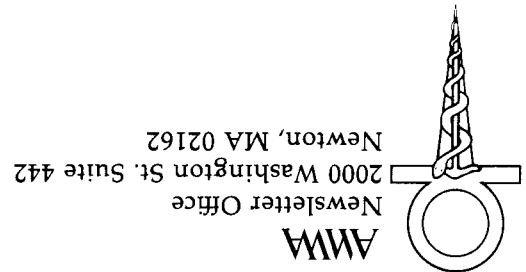 AMWA
Newsletter Office
2000 Washington St. Suite 442
Newton, MA 02162